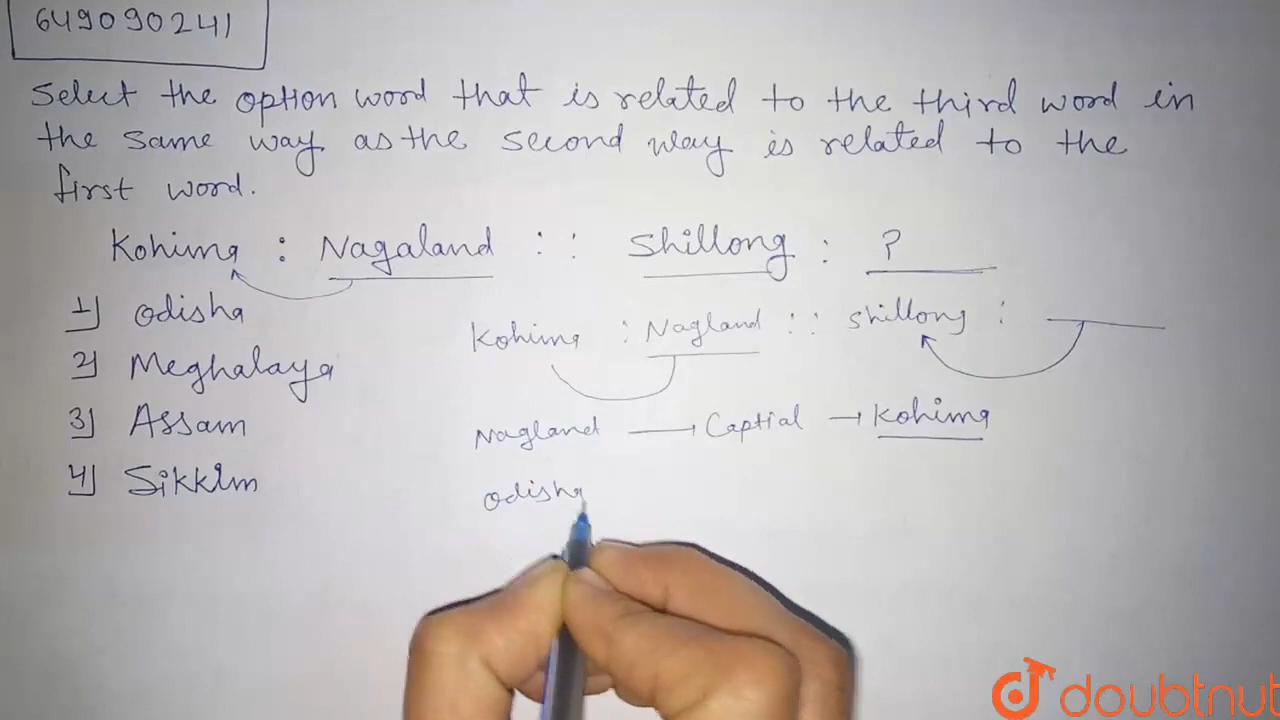 649090241
Select the option word that is related to the third word in
the same way as the second way is related to the
first word.
Kohima : Nagaland : : Shillong : ?
1) Odisha
2) Meghalaya
3) Assam
4) Sikkim
Kohima : Nagland : : Shillong :
Nagland → Captial → Kohima
Odisha
doubtnut